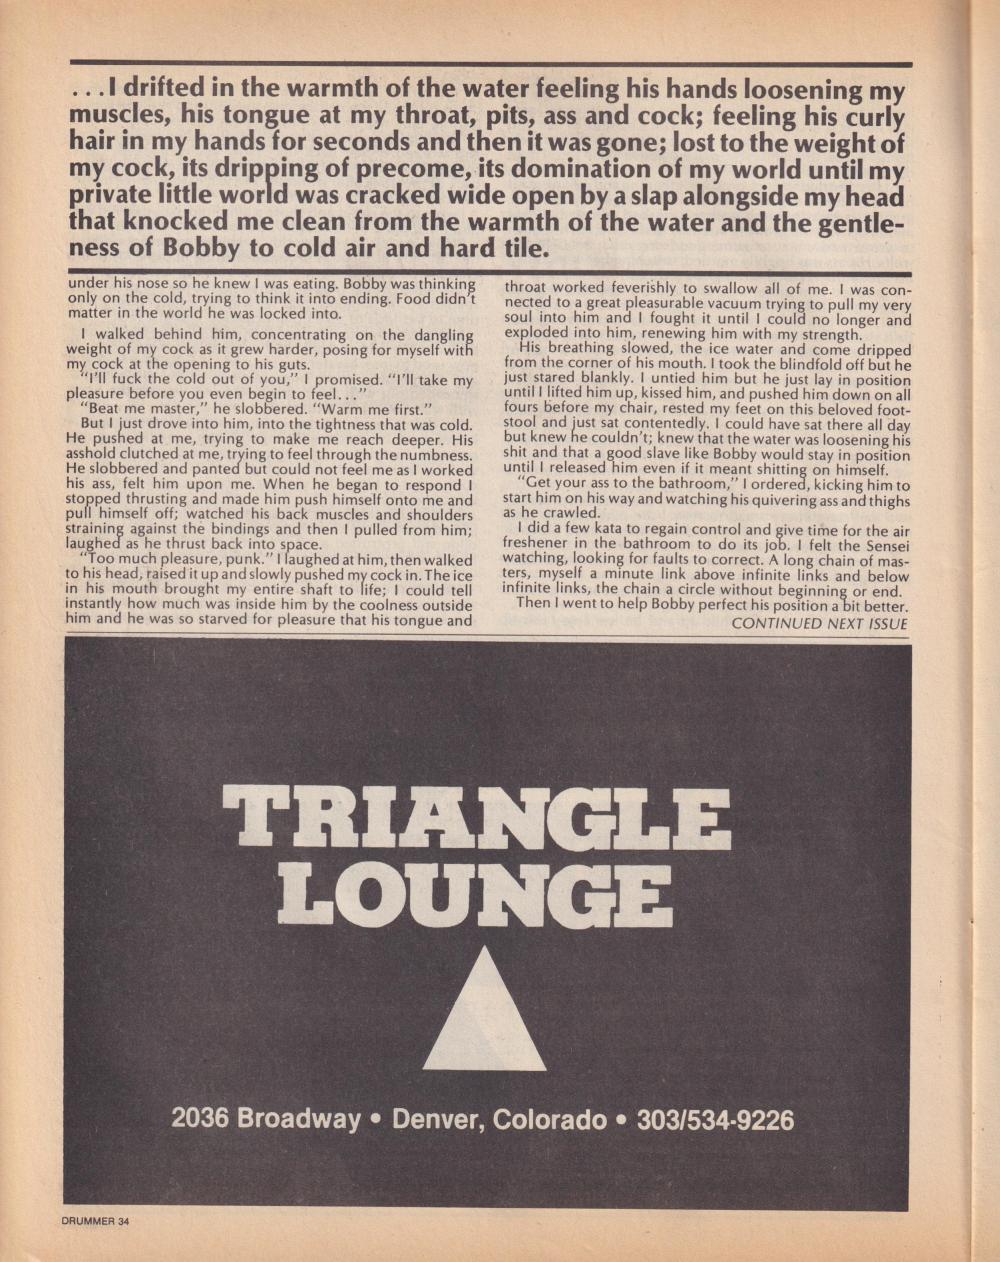 ...I drifted in the warmth of the water feeling his hands loosening my
muscles, his tongue at my throat, pits, ass and cock; feeling his curly
hair in my hands for seconds and then it was gone; lost to the weight of
my cock, its dripping of precome, its domination of my world until my
private little world was cracked wide open by a slap alongside my head
that knocked me clean from the warmth of the water and the gentle-
ness of Bobby to cold air and hard tile.
under his nose so he knew I was eating. Bobby was thinking
only on the cold, trying to think it into ending. Food didn't
matter in the world he was locked into.
I walked behind him, concentrating on the dangling
weight of my cock as it grew harder, posing for myself with
my cock at the opening to his guts.
"I'll fuck the cold out of you," I promised. "I'll take my
pleasure before you even begin to feel..."
"Beat me master," he slobbered. "Warm me first."
But I just drove into him, into the tightness that was cold.
He pushed at me, trying to make me reach deeper. His
asshold clutched at me, trying to feel through the numbness.
He slobbered and panted but could not feel me as I worked
his ass, felt him upon me. When he began to respond I
stopped thrusting and made him push himself onto me and
pull himself off; watched his back muscles and shoulders
straining against the bindings and then I pulled from him;
laughed as he thrust back into space.
"Too much pleasure, punk." I laughed at him, then walked
to his head, raised it up and slowly pushed my cock in. The ice
in his mouth brought my entire shaft to life; I could tell
instantly how much was inside him by the coolness outside
him and he was so starved for pleasure that his tongue and
throat worked feverishly to swallow all of me. I was con-
nected to a great pleasurable vacuum trying to pull my very
soul into him and I fought it until I could no longer and
exploded into him, renewing him with my strength.
His breathing slowed, the ice water and come dripped
from the corner of his mouth. I took the blindfold off but he
just stared blankly. I untied him but he just lay in position
until I lifted him up, kissed him, and pushed him down on all
fours before my chair, rested my feet on this beloved foot-
stool and just sat contentedly. I could have sat there all day
but knew he couldn't; knew that the water was loosening his
shit and that a good slave like Bobby would stay in position
until I released him even if it meant shitting on himself.
"Get your ass to the bathroom," I ordered, kicking him to
start him on his way and watching his quivering ass and thighs
as he crawled.
I did a few kata to regain control and give time for the air
freshener in the bathroom to do its job. I felt the Sensei
watching, looking for faults to correct. A long chain of mas-
ters, myself a minute link above infinite links and below
infinite links, the chain a circle without beginning or end.
Then I went to help Bobby perfect his position a bit better.
CONTINUED NEXT ISSUE
TRIANGLE
LOUNGE
2036 Broadway • Denver, Colorado • 303/534-9226
DRUMMER 34